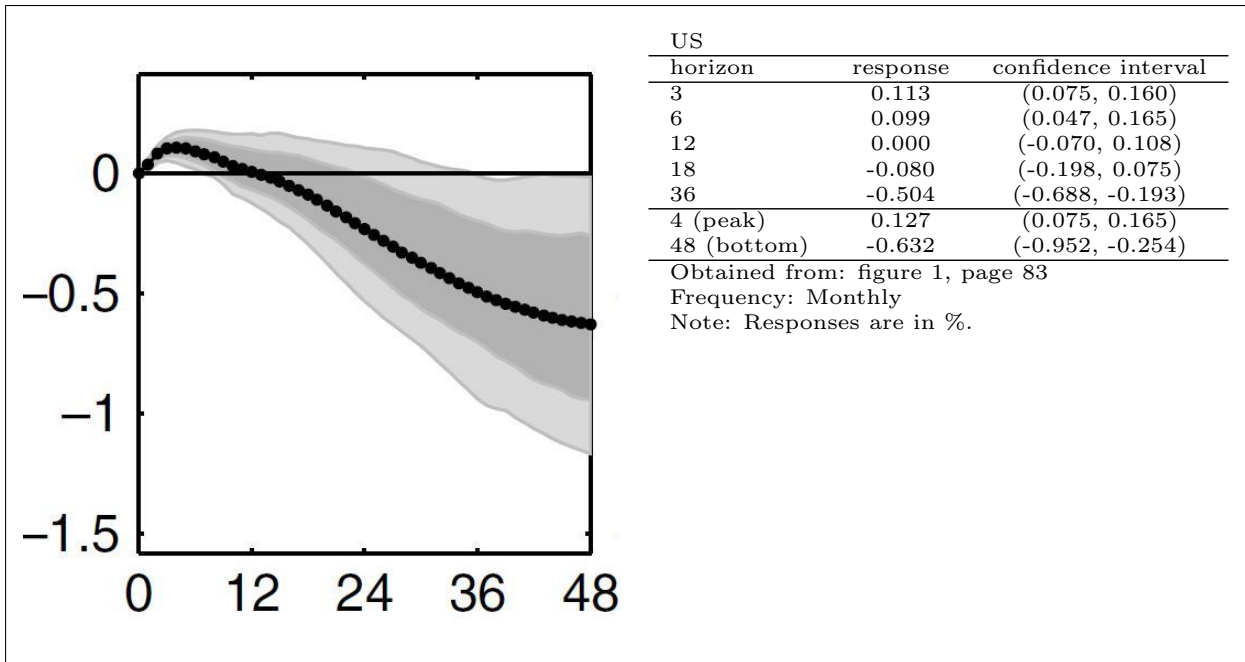 0
−0.5
−1
−1.5
0 12 24 36 48
US
horizon response confidence interval
3 0.113 (0.075, 0.160)
6 0.099 (0.047, 0.165)
12 0.000 (-0.070, 0.108)
18 -0.080 (-0.198, 0.075)
36 -0.504 (-0.688, -0.193)
4 (peak) 0.127 (0.075, 0.165)
48 (bottom) -0.632 (-0.952, -0.254)
Obtained from: figure 1, page 83
Frequency: Monthly
Note: Responses are in %.